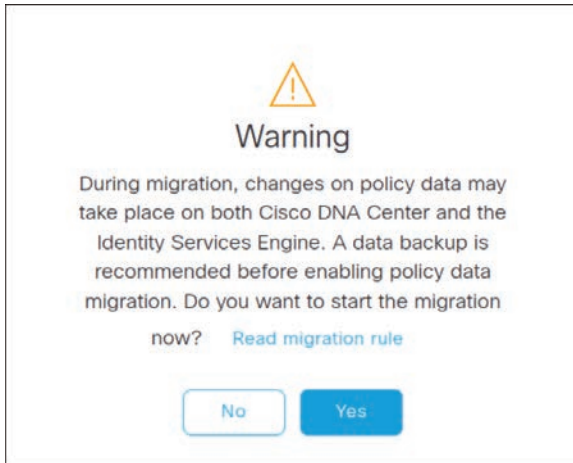 Warning
During migration, changes on policy data may
take place on both Cisco DNA Center and the
Identity Services Engine. A data backup is
recommended before enabling policy data
migration. Do you want to start the migration
now? Read migration rule
No Yes